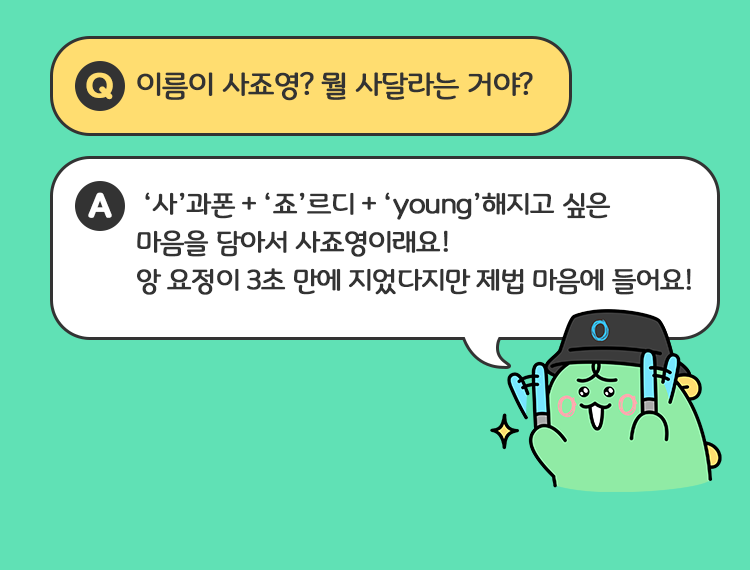 Q 이름이 사죠영? 뭘 사달라는 거야?
A ‘사’과폰 + ‘죠’르디 + ‘young’해지고 싶은
마음을 담아서 사죠영이래요!
앙 요정이 3초 만에 지었다지만 제법 마음에 들어요!